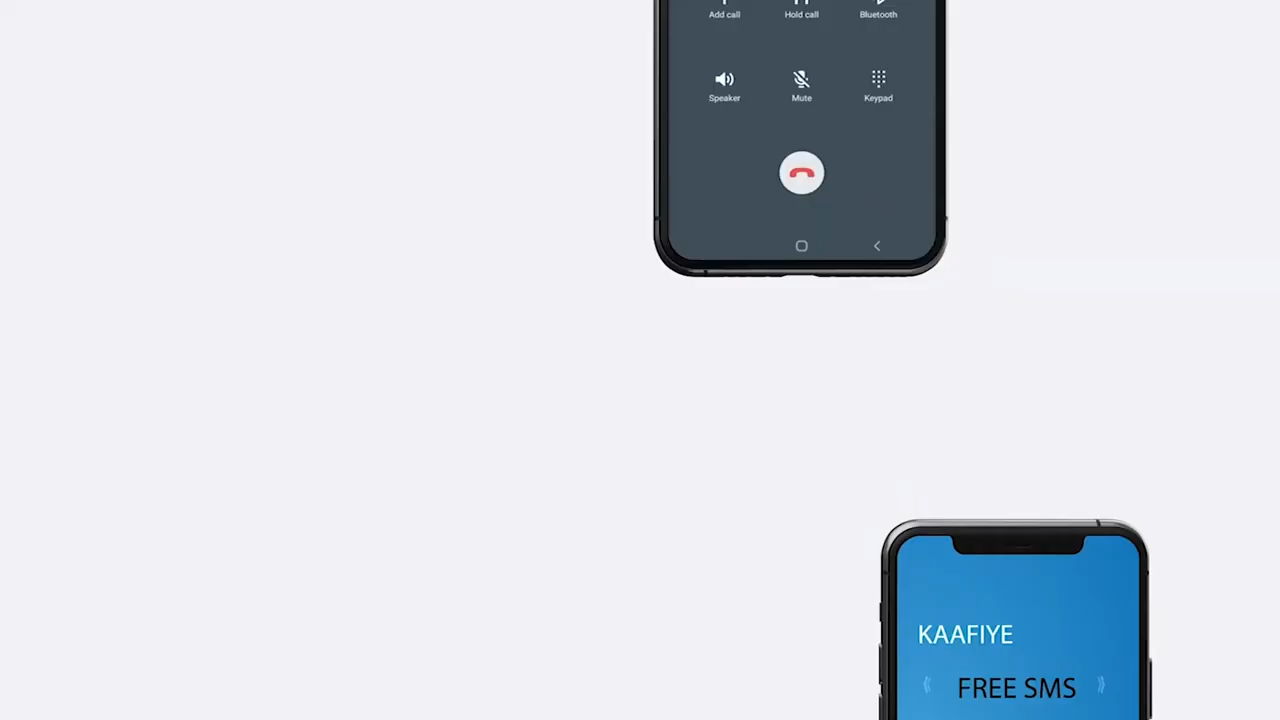 Add call Hold call Bluetooth
Speaker Mute Keypad
KAAFIYE
FREE SMS